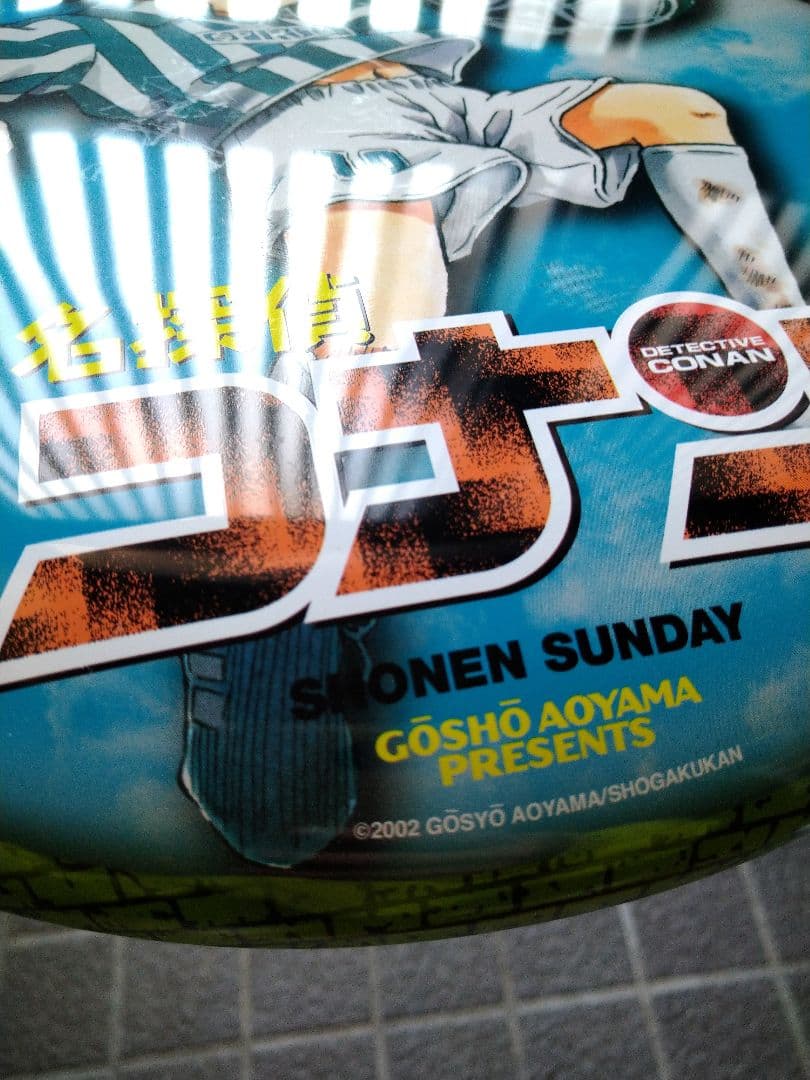 名探偵
コナン
DETECTIVE
CONAN
SHONEN SUNDAY
GŌSHŌ AOYAMA
PRESENTS
©2002 GŌSYŌ AOYAMA/SHOGAKUKAN